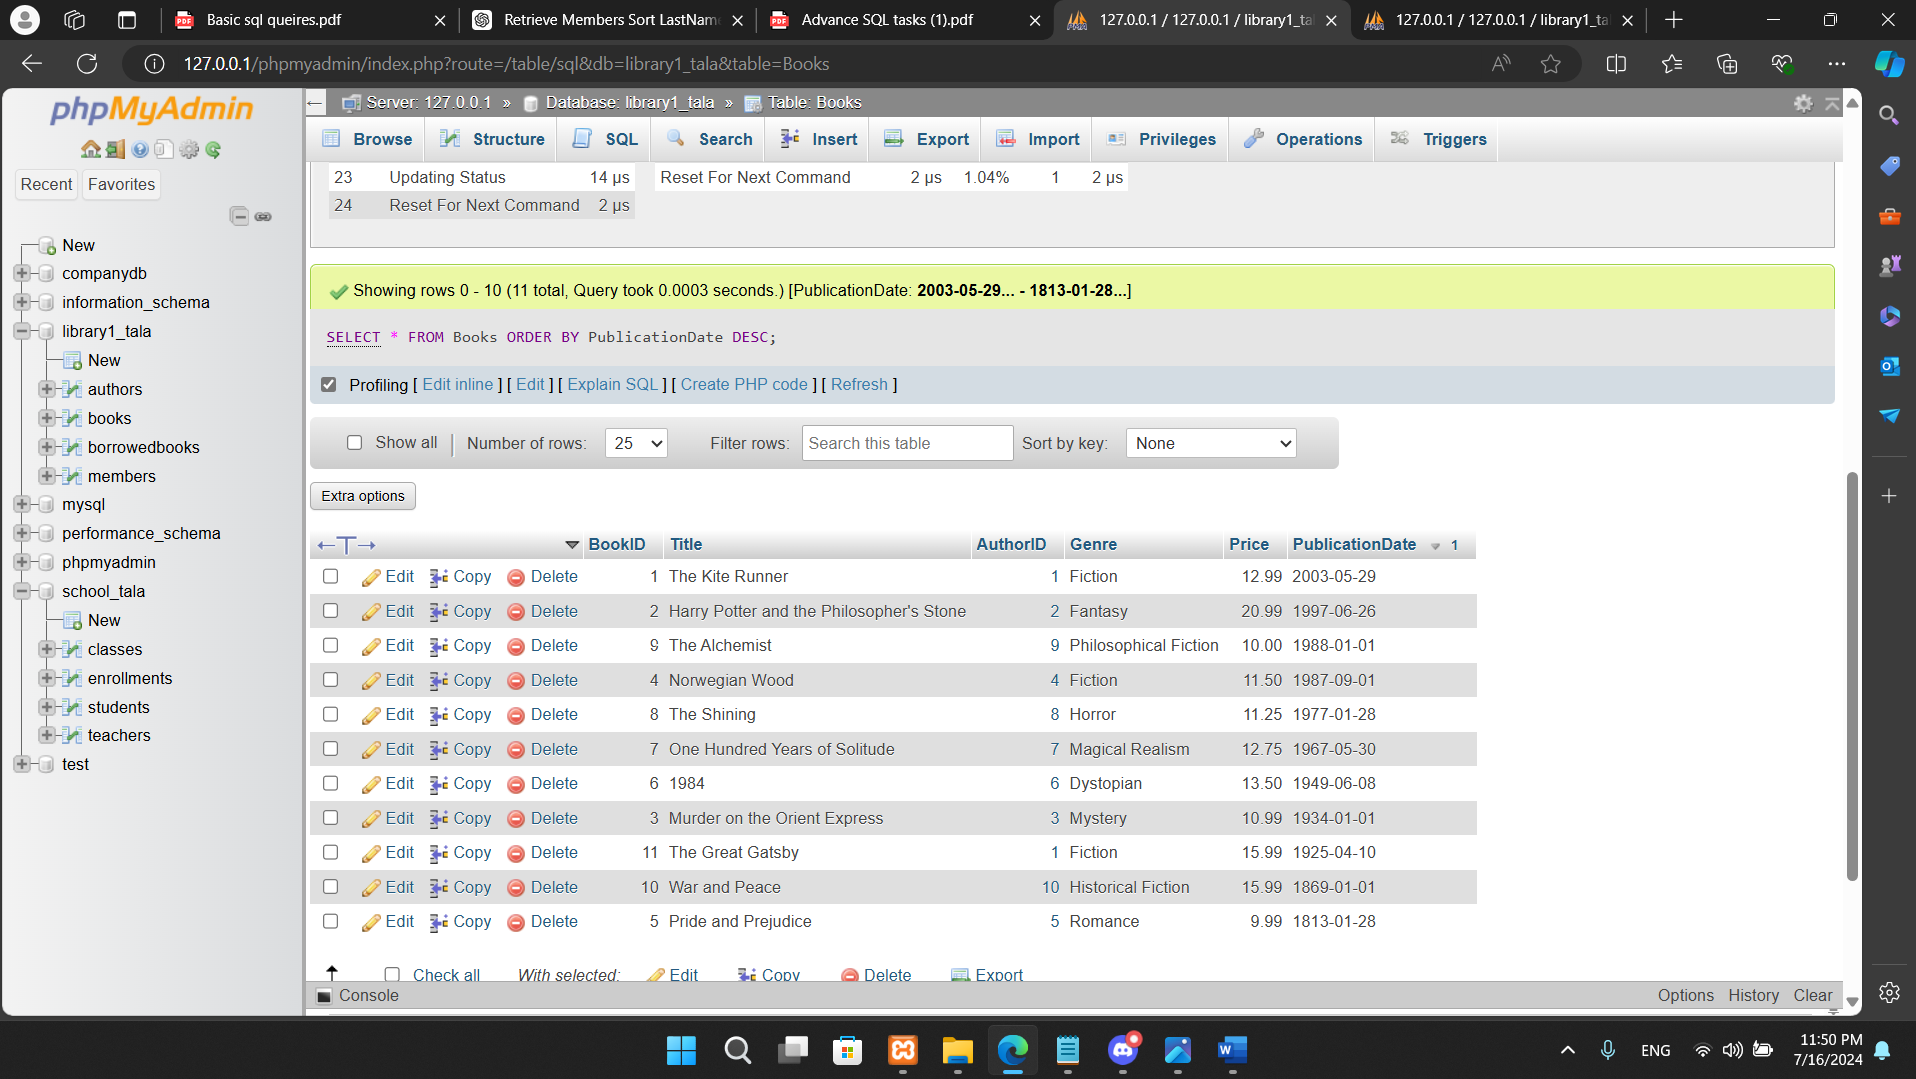 Basic sql queires.pdf
Retrieve Members Sort LastName
Advance SQL tasks (1).pdf
127.0.0.1 / 127.0.0.1 / library1_tala
127.0.0.1 / 127.0.0.1 / library1_tala
127.0.0.1/phpmyadmin/index.php?route=/table/sql&db=library1_tala&table=Books
phpMyAdmin
Recent Favorites
New
companydb
information_schema
library1_tala
New
authors
books
borrowedbooks
members
mysql
performance_schema
phpmyadmin
school_tala
New
classes
enrollments
students
teachers
test
Server: 127.0.0.1 » Database: library1_tala » Table: Books
Browse Structure SQL Search Insert Export Import Privileges Operations Triggers
23 Updating Status 14 µs Reset For Next Command 2 µs 1.04% 1 2 µs
24 Reset For Next Command 2 µs
Showing rows 0 - 10 (11 total, Query took 0.0003 seconds.) [PublicationDate: 2003-05-29... - 1813-01-28...]
SELECT * FROM Books ORDER BY PublicationDate DESC;
Profiling [ Edit inline ] [ Edit ] [ Explain SQL ] [ Create PHP code ] [ Refresh ]
Show all Number of rows: 25 Filter rows: Search this table Sort by key: None
Extra options
←T→ BookID Title AuthorID Genre Price PublicationDate 1
Edit Copy Delete 1 The Kite Runner 1 Fiction 12.99 2003-05-29
Edit Copy Delete 2 Harry Potter and the Philosopher's Stone 2 Fantasy 20.99 1997-06-26
Edit Copy Delete 9 The Alchemist 9 Philosophical Fiction 10.00 1988-01-01
Edit Copy Delete 4 Norwegian Wood 4 Fiction 11.50 1987-09-01
Edit Copy Delete 8 The Shining 8 Horror 11.25 1977-01-28
Edit Copy Delete 7 One Hundred Years of Solitude 7 Magical Realism 12.75 1967-05-30
Edit Copy Delete 6 1984 6 Dystopian 13.50 1949-06-08
Edit Copy Delete 3 Murder on the Orient Express 3 Mystery 10.99 1934-01-01
Edit Copy Delete 11 The Great Gatsby 1 Fiction 15.99 1925-04-10
Edit Copy Delete 10 War and Peace 10 Historical Fiction 15.99 1869-01-01
Edit Copy Delete 5 Pride and Prejudice 5 Romance 9.99 1813-01-28
Check all With selected: Edit Copy Delete Export
Console Options History Clear
ENG
11:50 PM
7/16/2024